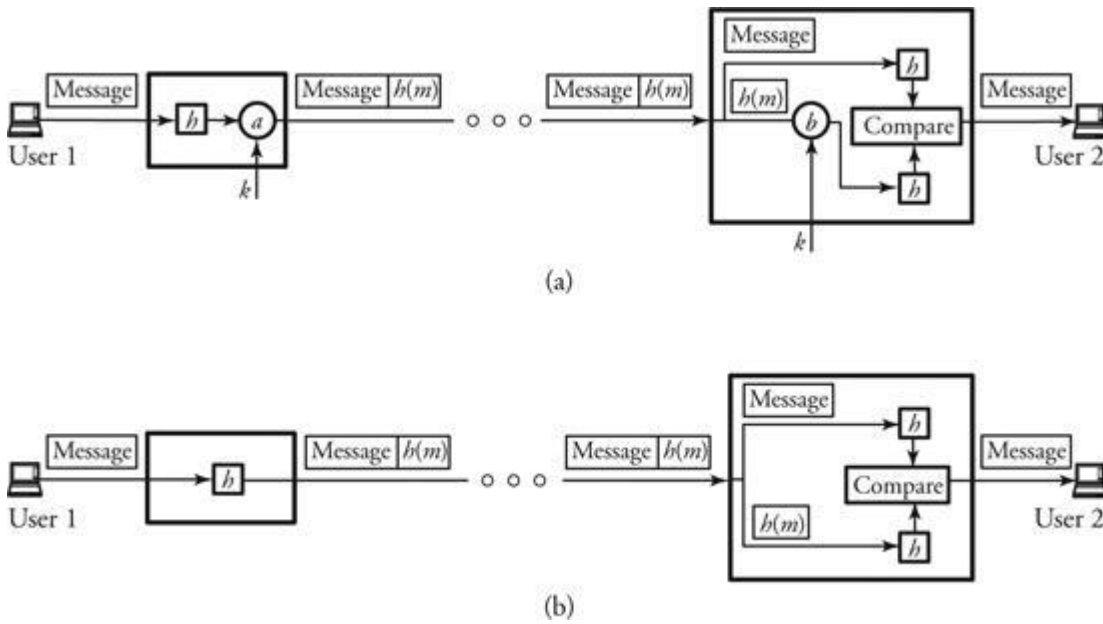 Message
Message h(m)
Message h(m)
Message
h
Message
h
a
h(m)
b
Compare
User 1
User 2
h
k
k
(a)
Message
h
Message
Message h(m)
Message h(m)
Message
h
Compare
User 1
User 2
h(m)
h
(b)